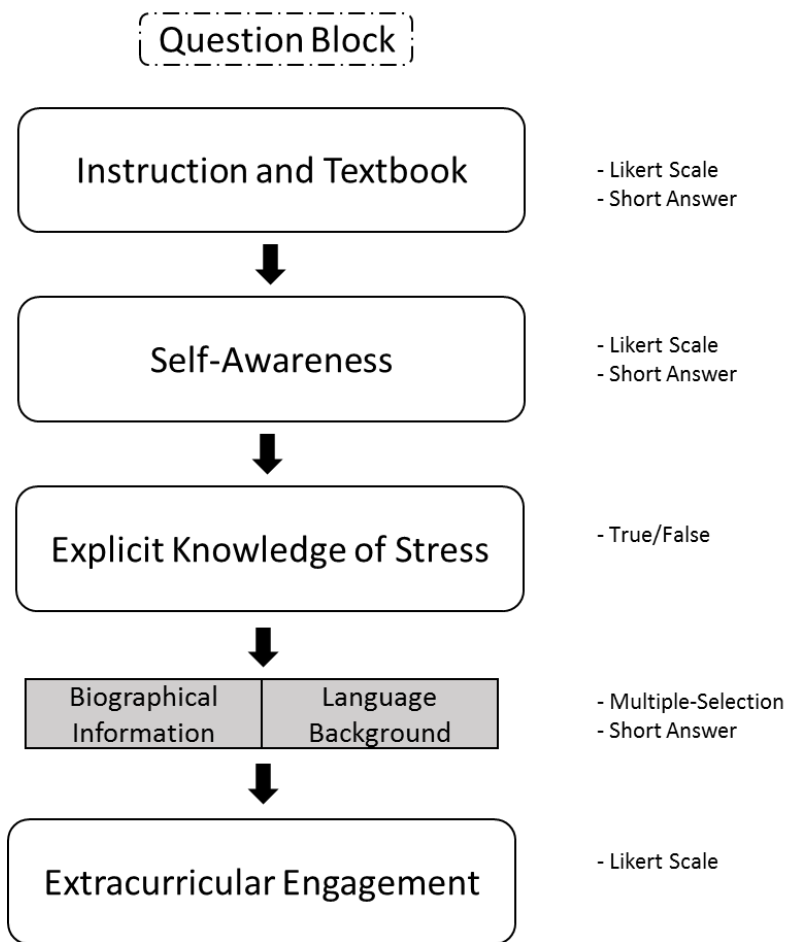 Question Block
Instruction and Textbook
- Likert Scale
- Short Answer
Self-Awareness
- Likert Scale
- Short Answer
Explicit Knowledge of Stress
- True/False
Biographical
Information
Language
Background
- Multiple-Selection
- Short Answer
Extracurricular Engagement
- Likert Scale